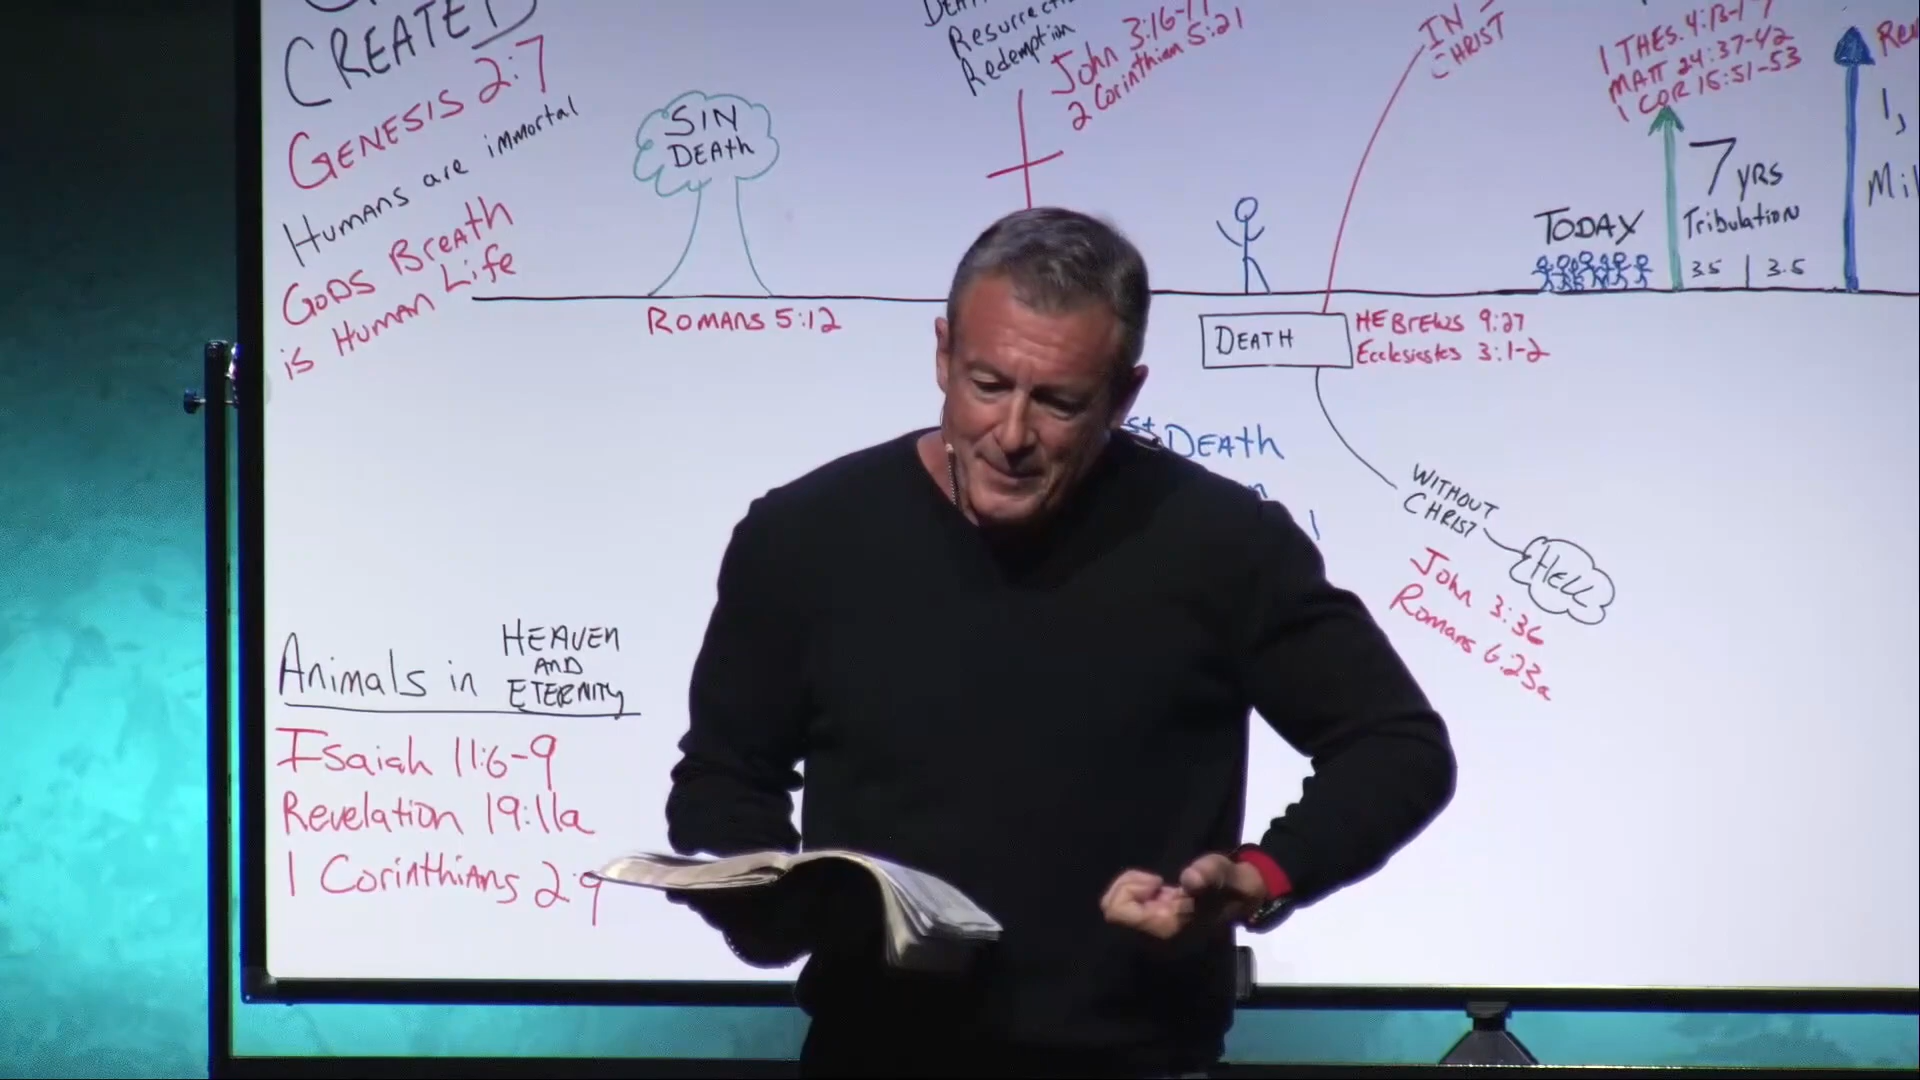 CREATED
GENESIS 2:7
HUMANS are immortal
GODS BREATH
is HUMAN Life
SIN
DEATH
ROMANS 5:12
Resurrection
Redemption
John 3:16-17
2 Corinthian 5:21
IN
CHRIST
1 THES. 4:13-17
MATT 24:37-42
1 COR 15:51-53
TODAY
7 YRS
Tribulation
3.5 | 3.5
DEATH
HEBREWS 9:27
Ecclesiastes 3:1-2
st DEATH
WITHOUT
CHRIST
HELL
John 3:36
Romans 6:23a
Animals in HEAVEN
AND
ETERNITY
Isaiah 11:6-9
Revelation 19:11a
1 Corinthians 2:9